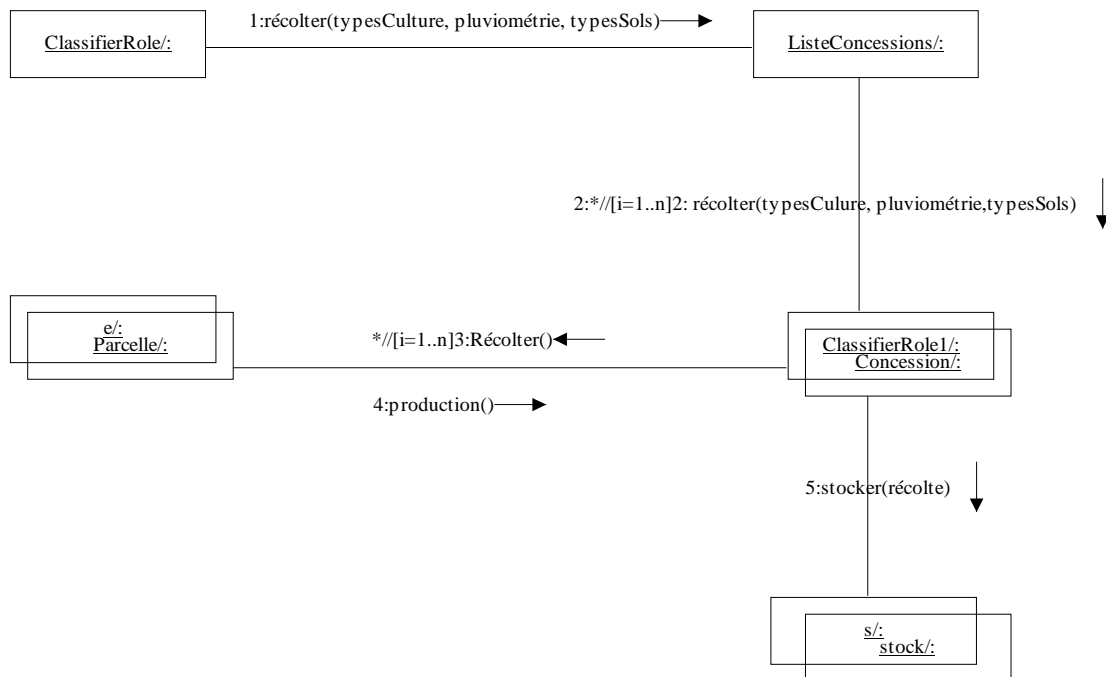 1:récolter(typesCulture, pluviométrie, typesSols)
ClassifierRole/:
ListeConcessions/:
2:*//[i=1..n]2: récolter(typesCulure, pluviométrie,typesSols)
e/:
Parcelle/:
*//[i=1..n]3:Récolter()
ClassifierRole1/:
Concession/:
4:production()
5:stocker(récolte)
s/:
stock/: